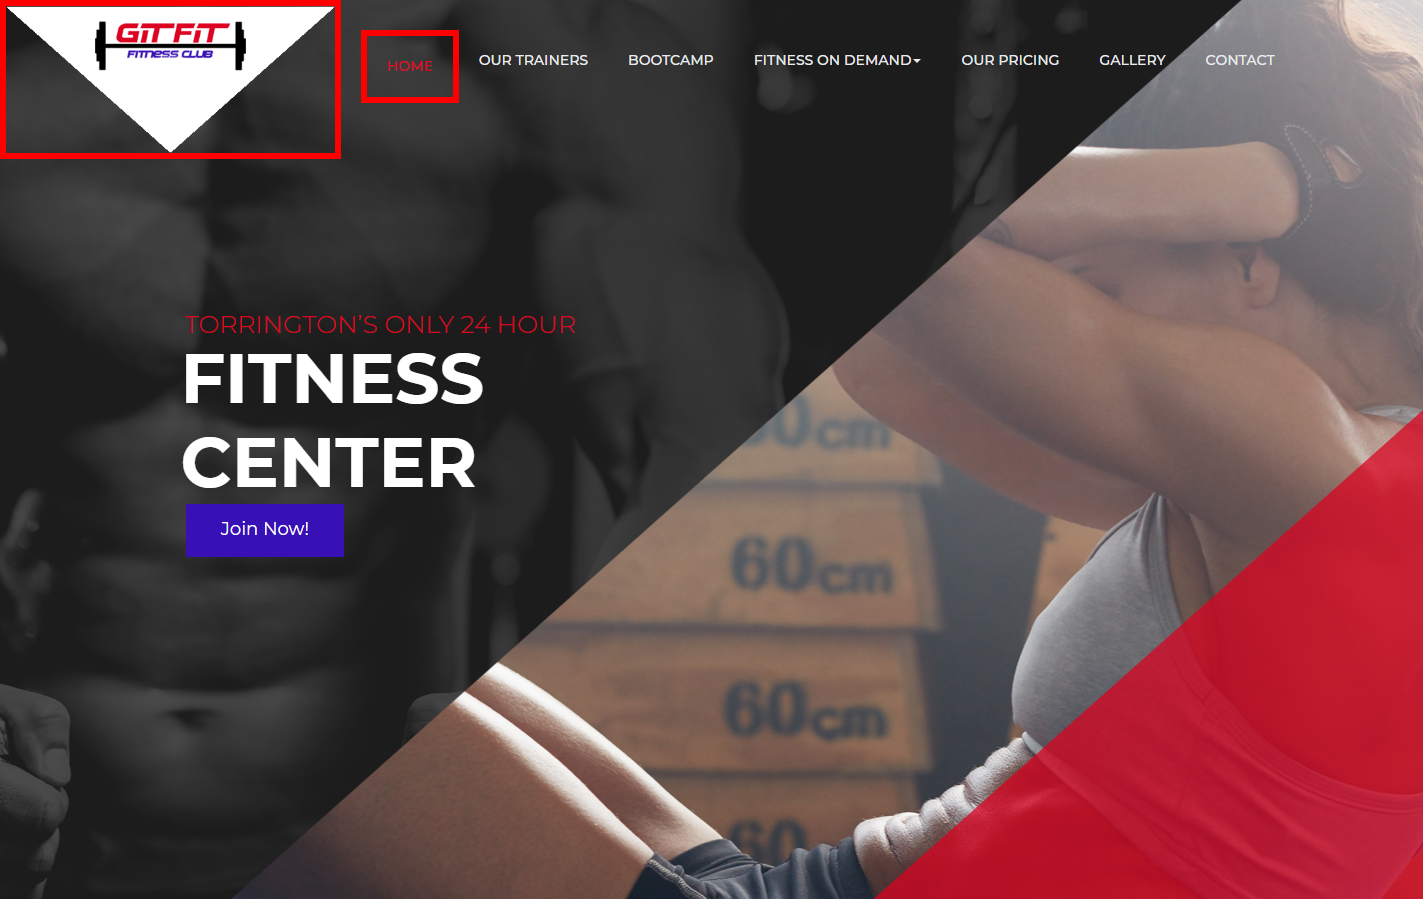 GIT FIT
FITNESS CLUB
HOME
OUR TRAINERS
BOOTCAMP
FITNESS ON DEMAND
OUR PRICING
GALLERY
CONTACT
TORRINGTON'S ONLY 24 HOUR
FITNESS
CENTER
Join Now!
0cm
60cm
60cm
60